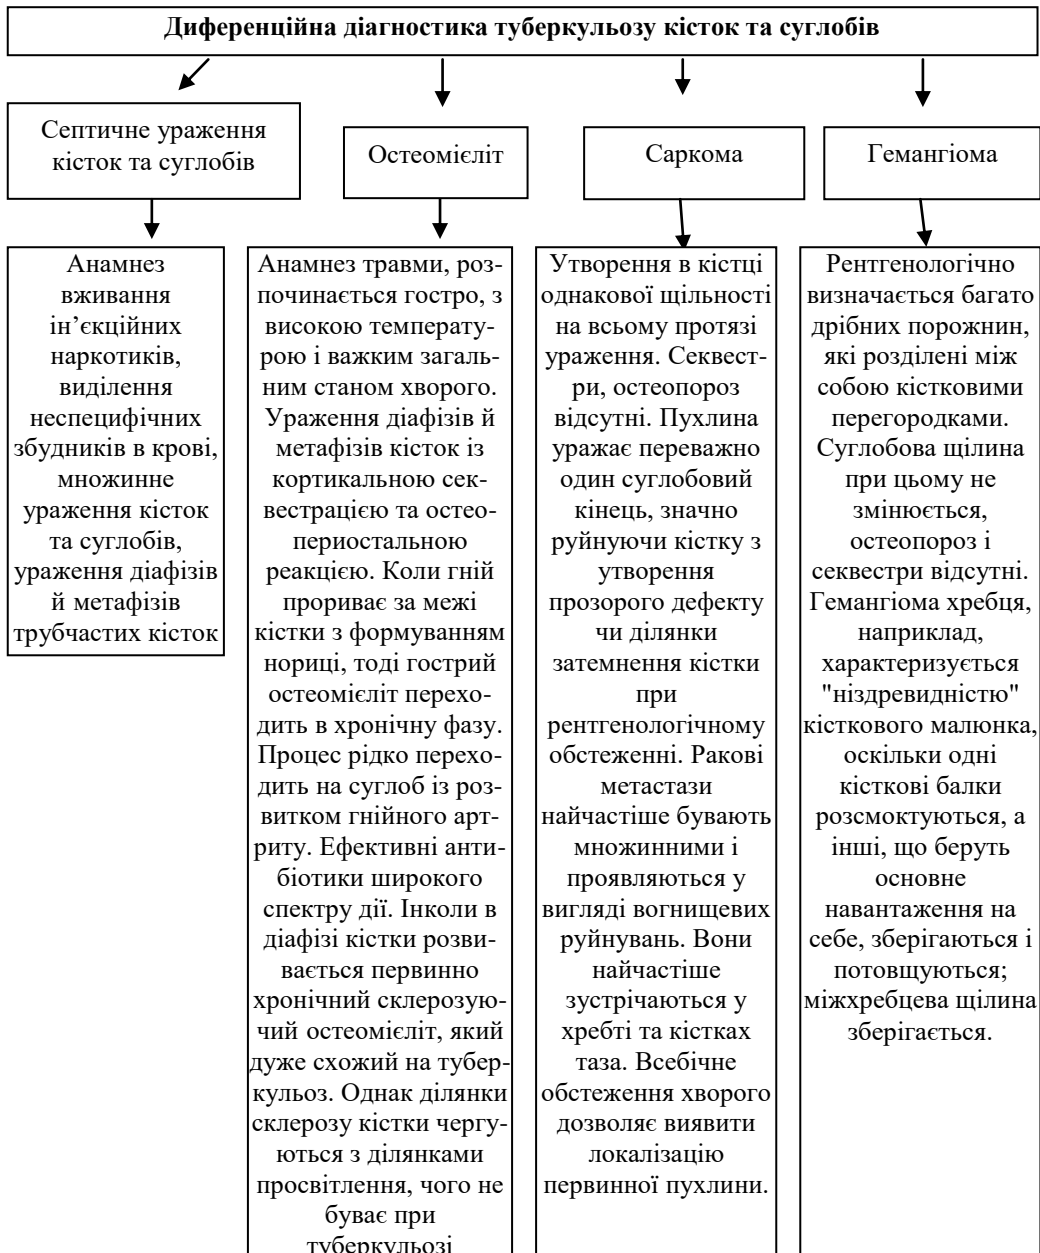 Диференційна діагностика туберкульозу кісток та суглобів
Септичне ураження
кісток та суглобів
Остеомієліт
Саркома
Гемангіома
Анамнез
вживання
ін’єкційних
наркотиків,
виділення
неспецифічних
збудників в крові,
множинне
ураження кісток
та суглобів,
ураження діафізів
й метафізів
трубчастих кісток
Анамнез травми, роз-
починається гостро, з
високою температу-
рою і важким загаль-
ним станом хворого.
Ураження діафізів й
метафізів кісток із
кортикальною сек-
вестрацією та остео-
периостальною
реакцією. Коли гній
прориває за межі
кістки з формуванням
нориці, тоді гострий
остеомієліт перехо-
дить в хронічну фазу.
Процес рідко перехо-
дить на суглоб із роз-
витком гнійного арт-
риту. Ефективні анти-
біотики широкого
спектру дії. Інколи в
діафізі кістки розви-
вається первинно
хронічний склерозую-
чий остеомієліт, який
дуже схожий на тубер-
кульоз. Однак ділянки
склерозу кістки чергу-
ються з ділянками
просвітлення, чого не
буває при
туберкульозі
Утворення в кістці
однакової щільності
на всьому протязі
ураження. Секвест-
ри, остеопороз
відсутні. Пухлина
уражає переважно
один суглобовий
кінець, значно
руйнуючи кістку з
утворення
прозорого дефекту
чи ділянки
затемнення кістки
при
рентгенологічному
обстеженні. Ракові
метастази
найчастіше бувають
множинними і
проявляються у
вигляді вогнищевих
руйнувань. Вони
найчастіше
зустрічаються у
хребті та кістках
таза. Всебічне
обстеження хворого
дозволяє виявити
локалізацію
первинної пухлини.
Рентгенологічно
визначається багато
дрібних порожнин,
які розділені між
собою кістковими
перегородками.
Суглобова щілина
при цьому не
змінюється,
остеопороз і
секвестри відсутні.
Гемангіома хребця,
наприклад,
характеризується
"ніздревидністю"
кісткового малюнка,
оскільки одні
кісткові балки
розсмоктуються, а
інші, що беруть
основне
навантаження на
себе, зберігаються і
потовщуються;
міжхребцева щілина
зберігається.